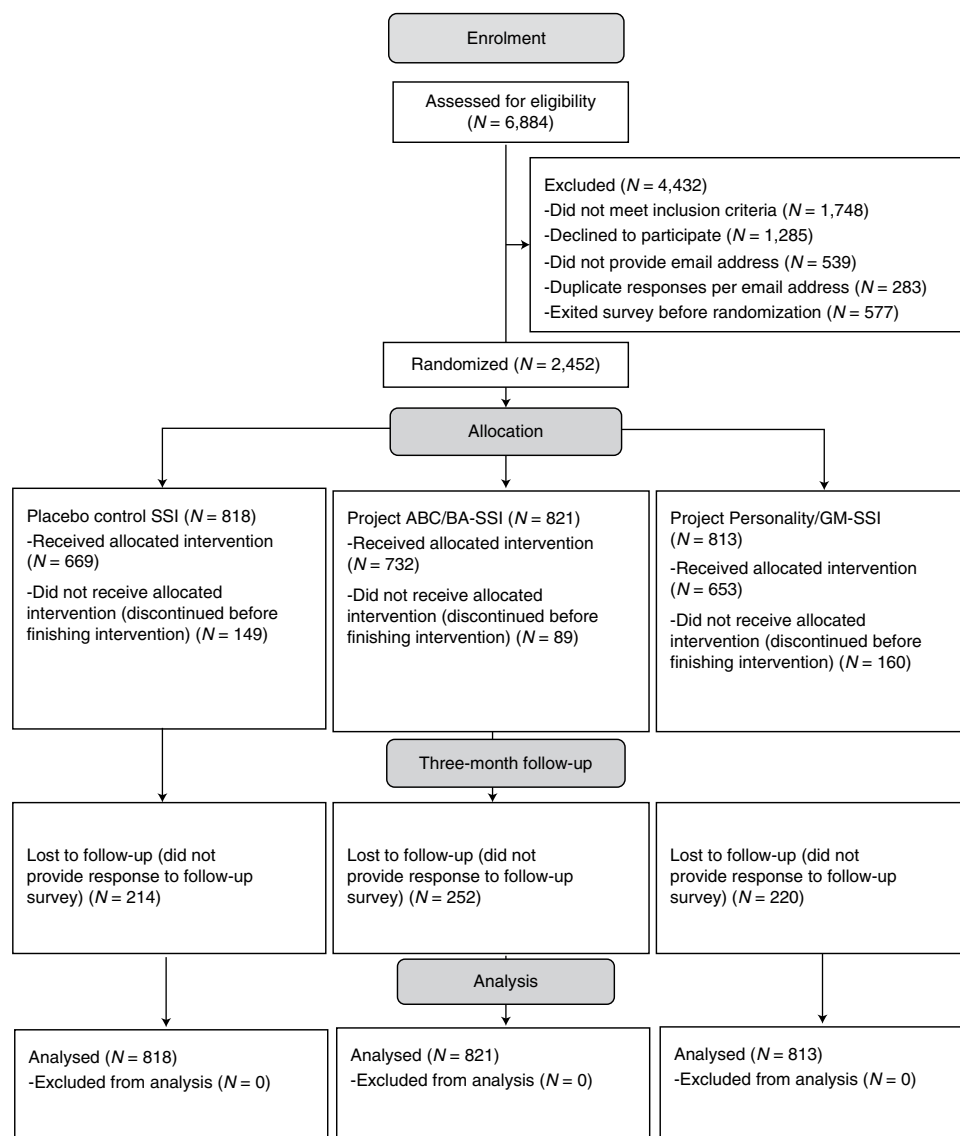 Enrolment
Assessed for eligibility
(N = 6,884)
Excluded (N = 4,432)
-Did not meet inclusion criteria (N = 1,748)
-Declined to participate (N = 1,285)
-Did not provide email address (N = 539)
-Duplicate responses per email address (N = 283)
-Exited survey before randomization (N = 577)
Randomized (N = 2,452)
Allocation
Placebo control SSI (N = 818)
-Received allocated intervention
(N = 669)
-Did not receive allocated
intervention (discontinued before
finishing intervention) (N = 149)
Project ABC/BA-SSI (N = 821)
-Received allocated intervention
(N = 732)
-Did not receive allocated
intervention (discontinued before
finishing intervention) (N = 89)
Project Personality/GM-SSI
(N = 813)
-Received allocated intervention
(N = 653)
-Did not receive allocated
intervention (discontinued before
finishing intervention) (N = 160)
Three-month follow-up
Lost to follow-up (did not
provide response to follow-up
survey) (N = 214)
Lost to follow-up (did not
provide response to follow-up
survey) (N = 252)
Lost to follow-up (did not
provide response to follow-up
survey) (N = 220)
Analysis
Analysed (N = 818)
-Excluded from analysis (N = 0)
Analysed (N = 821)
-Excluded from analysis (N = 0)
Analysed (N = 813)
-Excluded from analysis (N = 0)